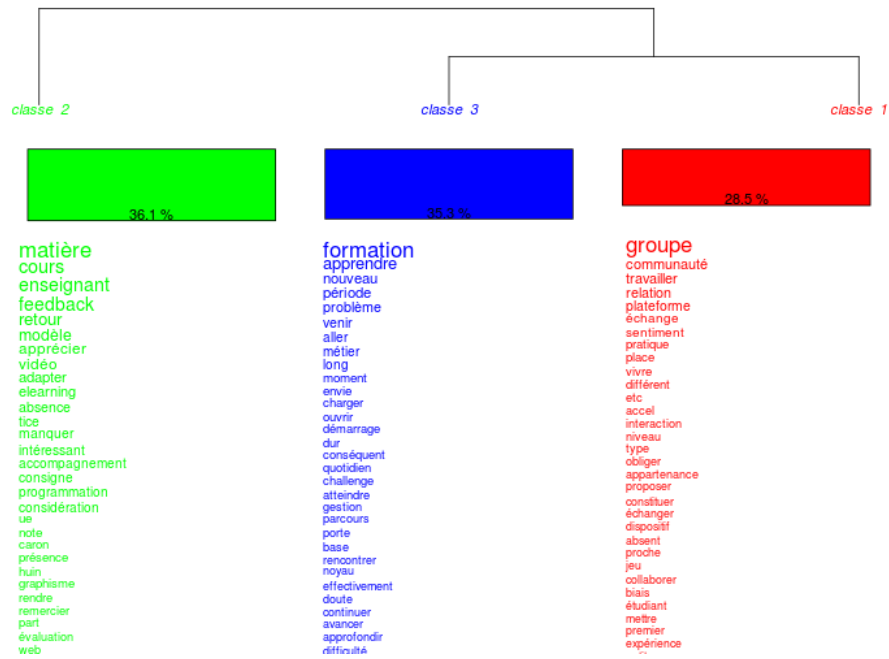 classe 2
classe 3
classe 1
36.1 %
35.3 %
28.5 %
matière
cours
enseignant
feedback
retour
modèle
apprécier
vidéo
adapter
elearning
absence
tice
manquer
intéressant
accompagnement
consigne
programmation
considération
ue
note
caron
présence
huin
graphisme
rendre
remercier
part
évaluation
web
formation
apprendre
nouveau
période
problème
venir
aller
métier
long
moment
envie
charger
ouvrir
démarrage
dur
conséquent
quotidien
challenge
atteindre
gestion
parcours
porte
base
rencontrer
noyau
effectivement
doute
continuer
avancer
approfondir
difficulté
groupe
communauté
travailler
relation
plateforme
échange
sentiment
pratique
place
vivre
différent
etc
accel
interaction
niveau
type
obliger
appartenance
proposer
constituer
échanger
dispositif
absent
proche
jeu
collaborer
biais
étudiant
mettre
premier
expérience